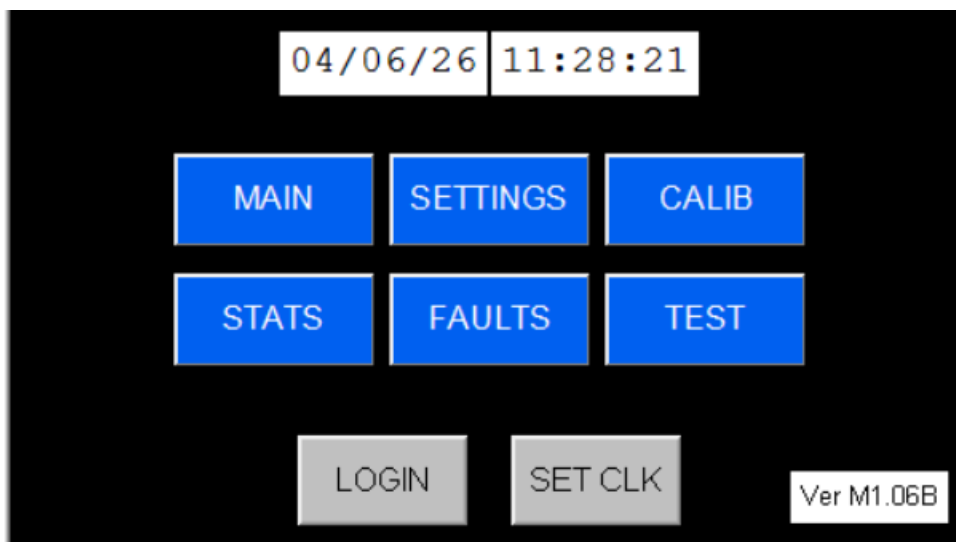 04/06/26 11:28:21
MAIN SETTINGS CALIB
STATS FAULTS TEST
LOGIN SET CLK
Ver M1.06B